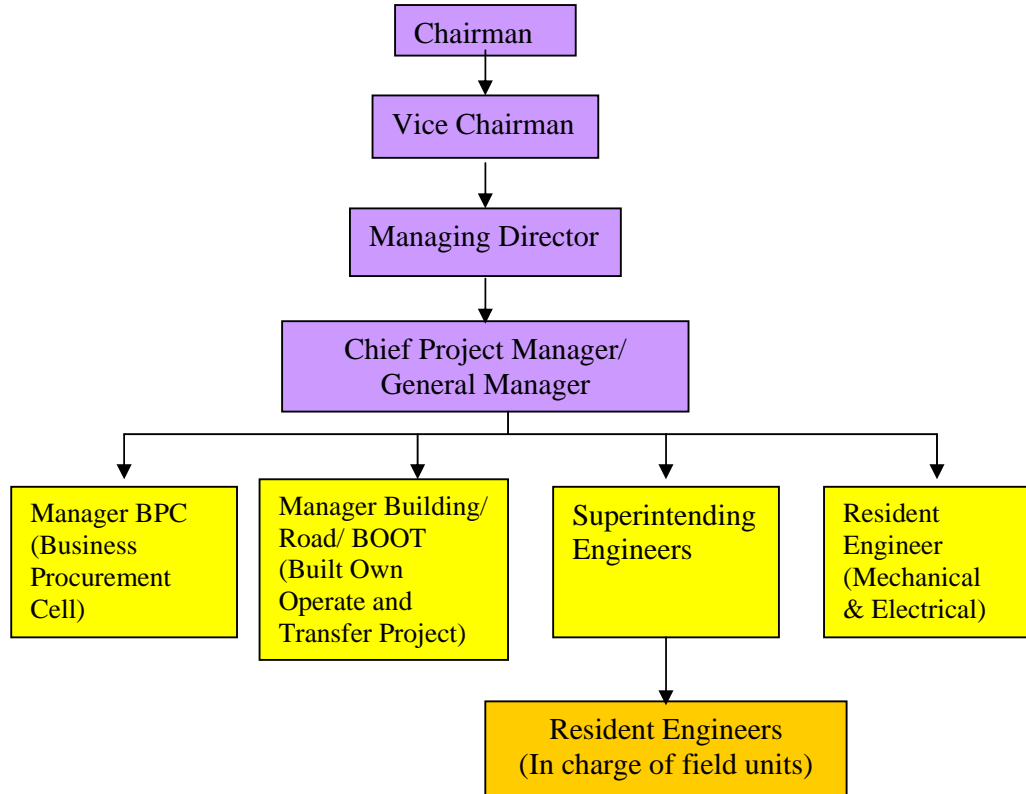 Chairman
Vice Chairman
Managing Director
Chief Project Manager/
General Manager
Manager BPC
(Business
Procurement
Cell)
Manager Building/
Road/ BOOT
(Built Own
Operate and
Transfer Project)
Superintending
Engineers
Resident
Engineer
(Mechanical
& Electrical)
Resident Engineers
(In charge of field units)